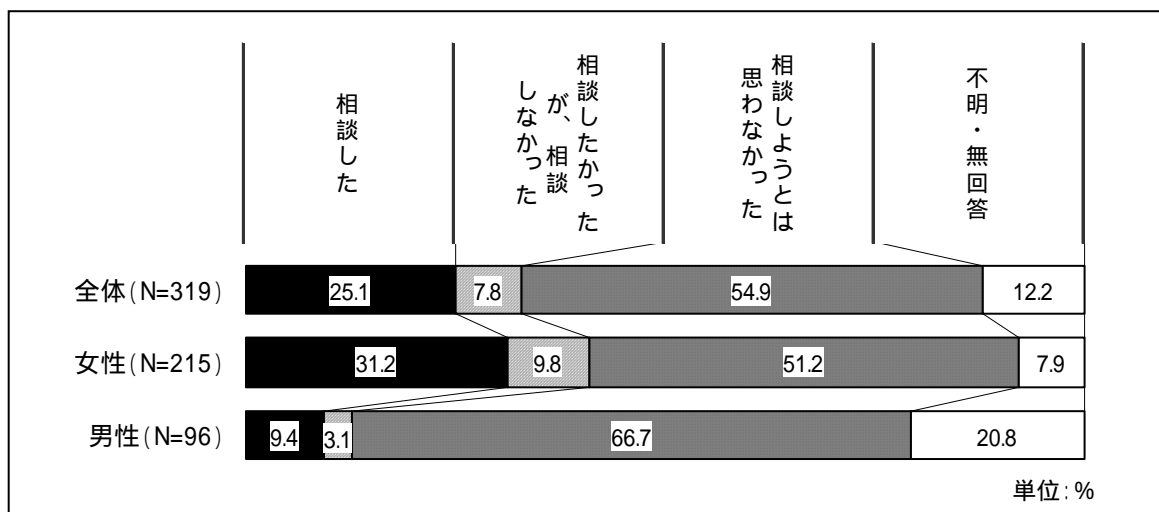 相談した
相談したかった
が、相談
しなかった
相談しようとは
思わなかった
不明・無回答
全体(N=319)
25.1
7.8
54.9
12.2
女性(N=215)
31.2
9.8
51.2
7.9
男性(N=96)
9.4
3.1
66.7
20.8
単位:%